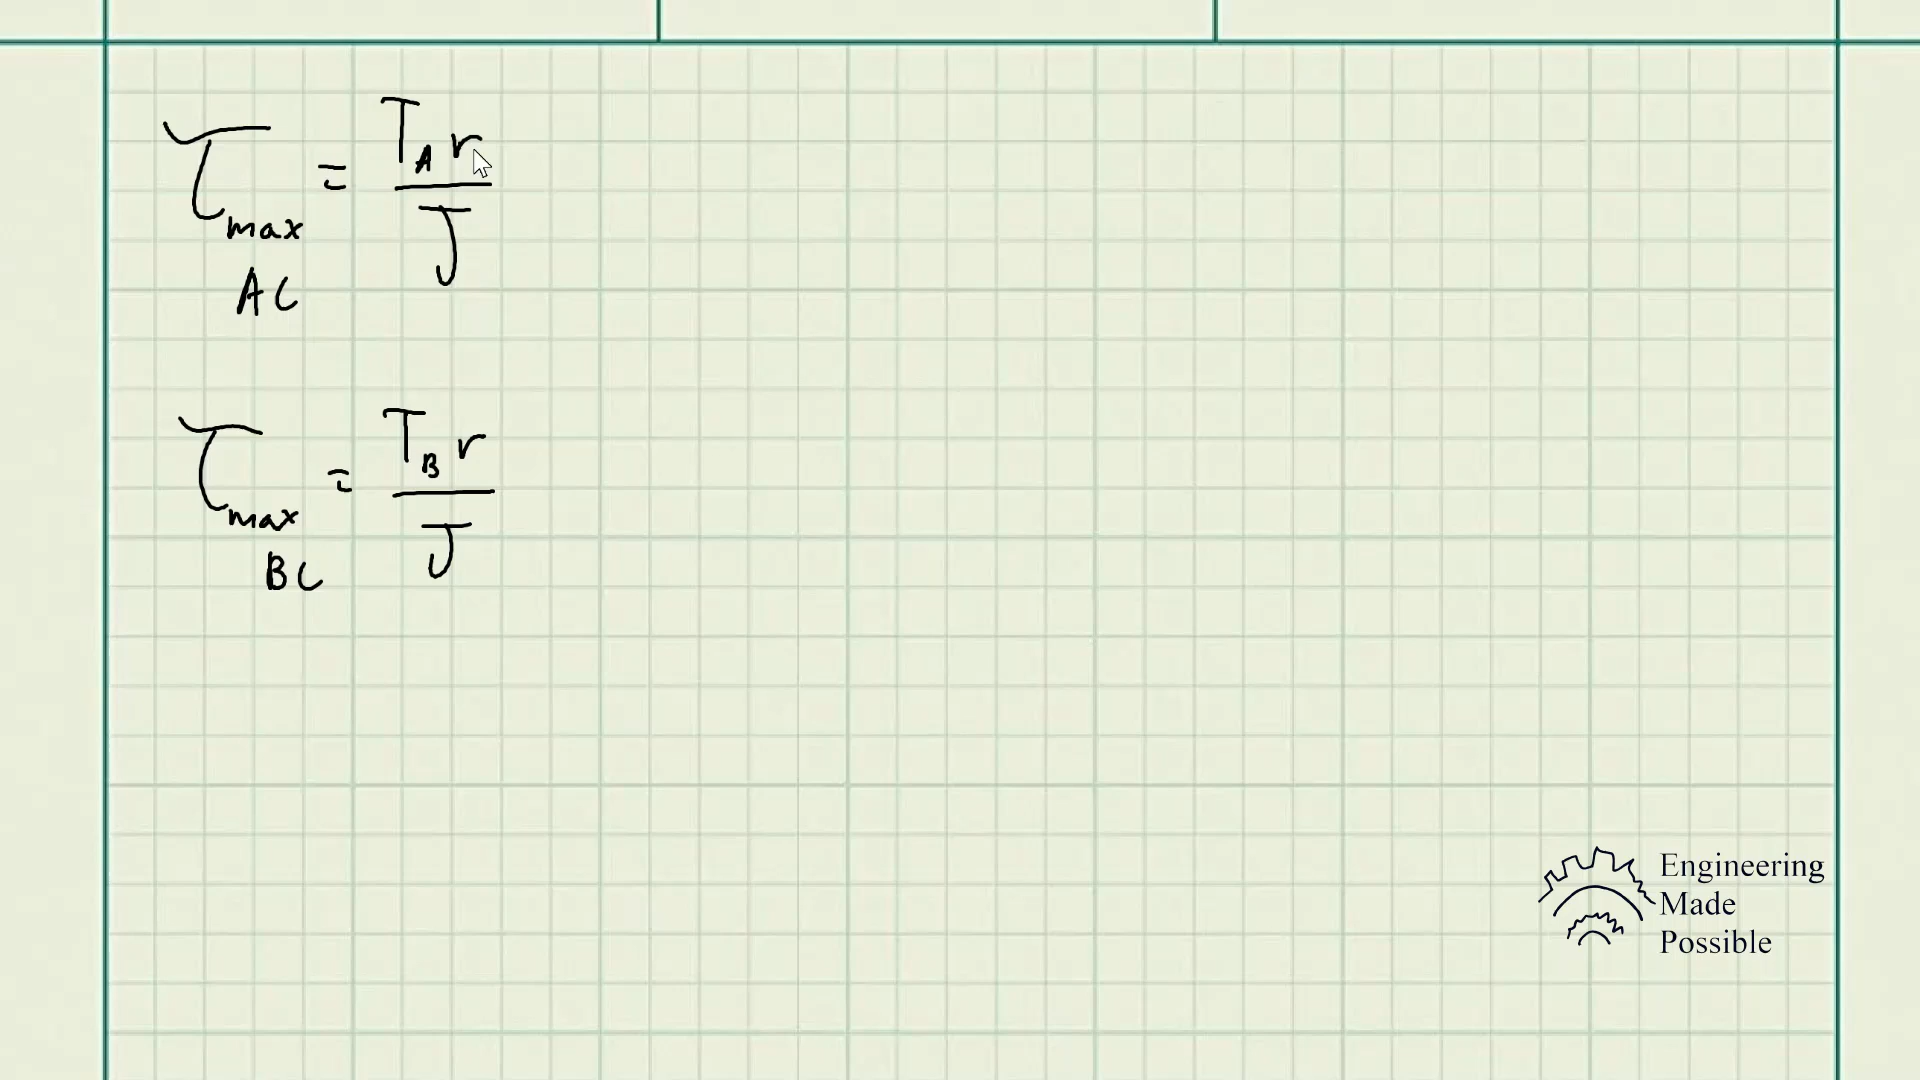 τmax AC = TA r / J
τmax BC = TB r / J
Engineering
Made
Possible